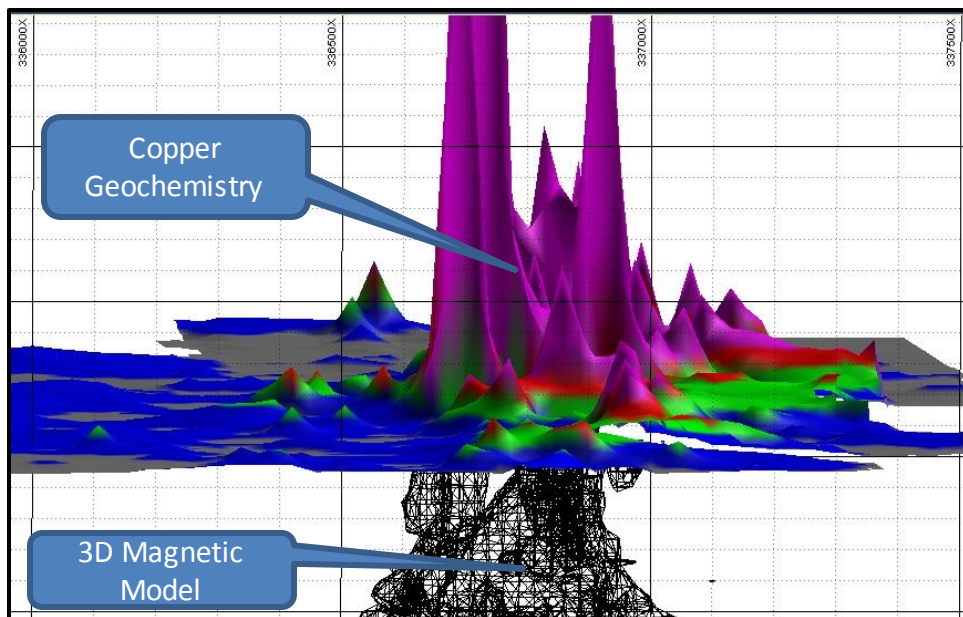 336000X
336500X
337000X
337500X
Copper
Geochemistry
3D Magnetic
Model